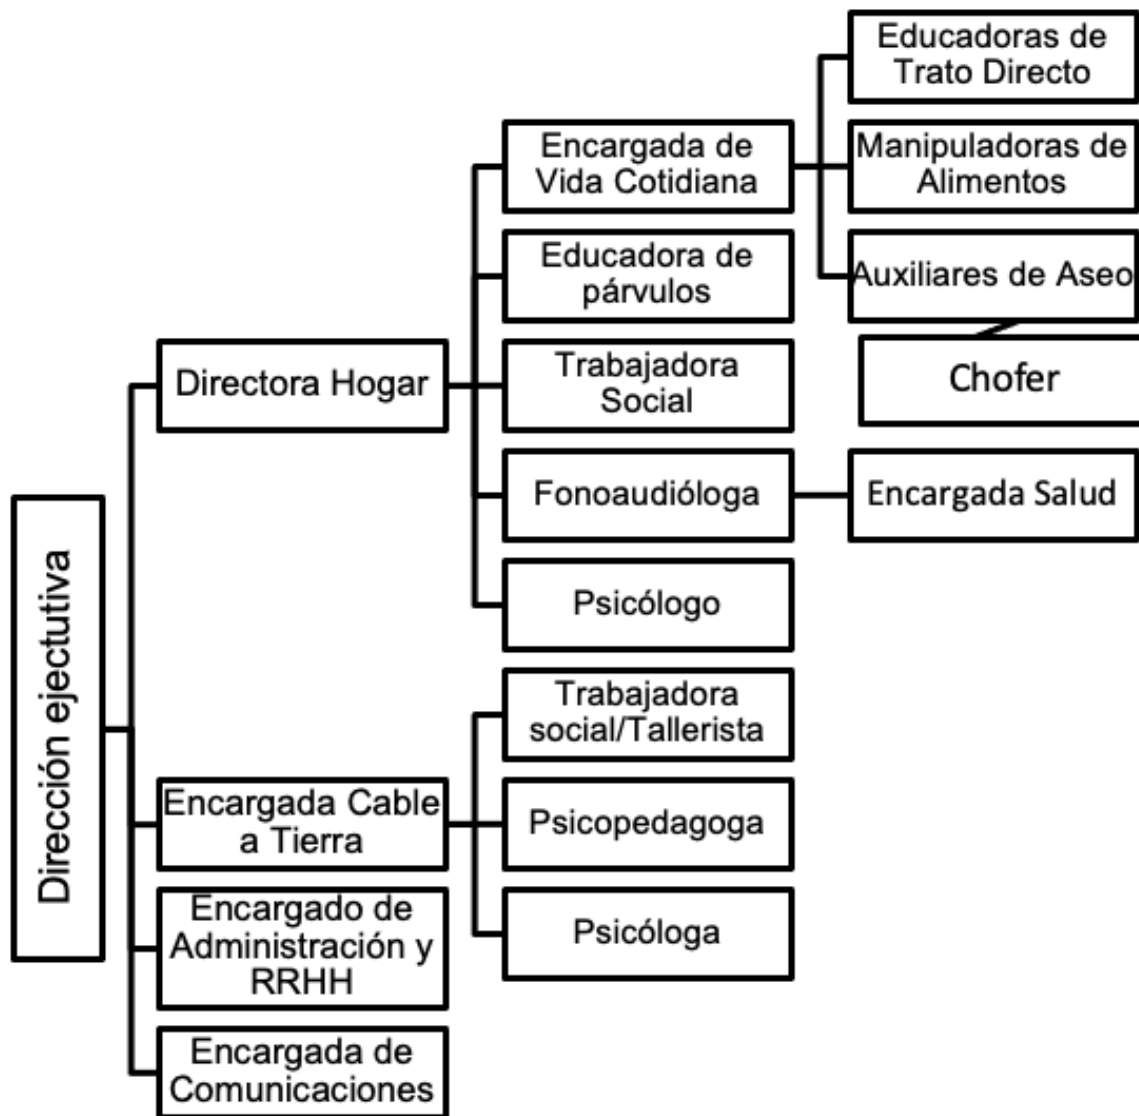 Dirección ejectutiva
Directora Hogar
Encargada de
Vida Cotidiana
Educadoras de
Trato Directo
Manipuladoras de
Alimentos
Auxiliares de Aseo
Chofer
Educadora de
párvulos
Trabajadora
Social
Fonoaudióloga
Encargada Salud
Psicólogo
Encargada Cable
a Tierra
Trabajadora
social/Tallerista
Psicopedagoga
Psicóloga
Encargado de
Administración y
RRHH
Encargada de
Comunicaciones